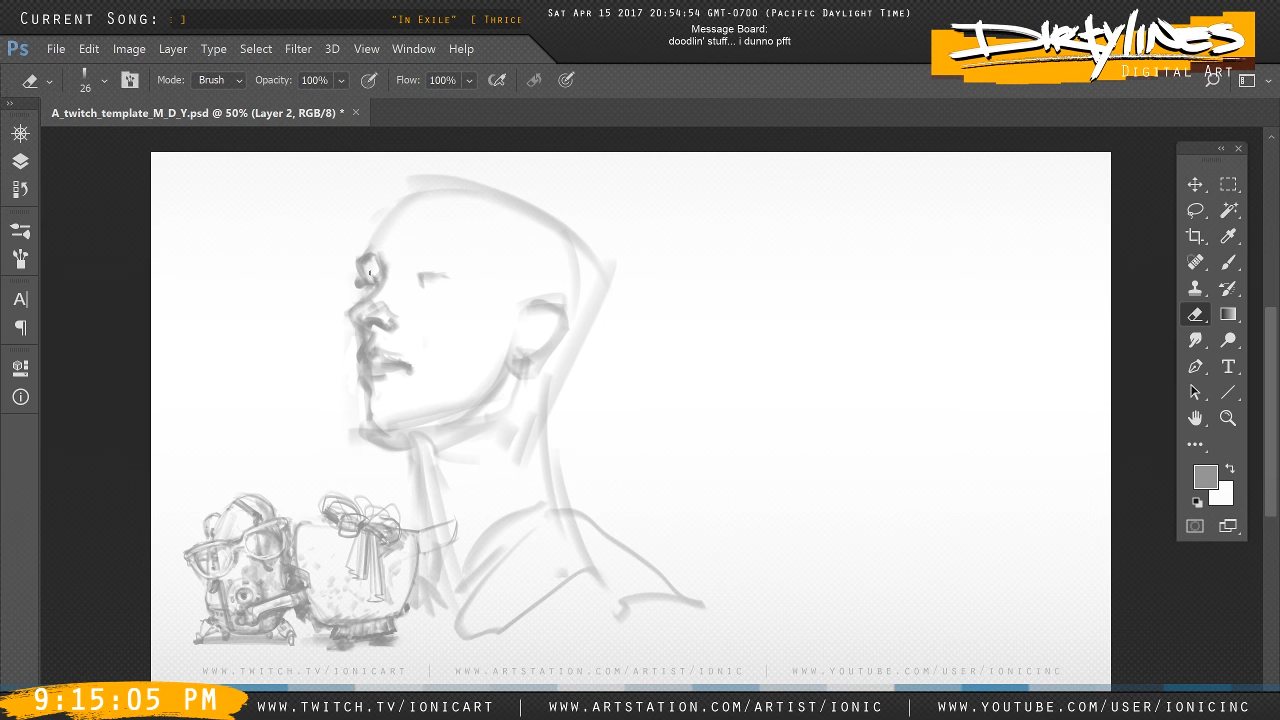 Current Song: : ]
"In Exile" [ Thrice
Sat Apr 15 2017 20:54:54 GMT-0700 (Pacific Daylight Time)
Message Board:
doodlin' stuff... i dunno pfft
Dirtylines
Digital Art
Ps File Edit Image Layer Type Select Filter 3D View Window Help
26 Mode: Brush Opacity: 100% Flow: 100%
A_twitch_template_M_D_Y.psd @ 50% (Layer 2, RGB/8) *
www.twitch.tv/ionicart | www.artstation.com/artist/ionic | www.youtube.com/user/ionicinc
9:15:05 PM
www.twitch.tv/ionicart | www.artstation.com/artist/ionic | www.youtube.com/user/ionicinc